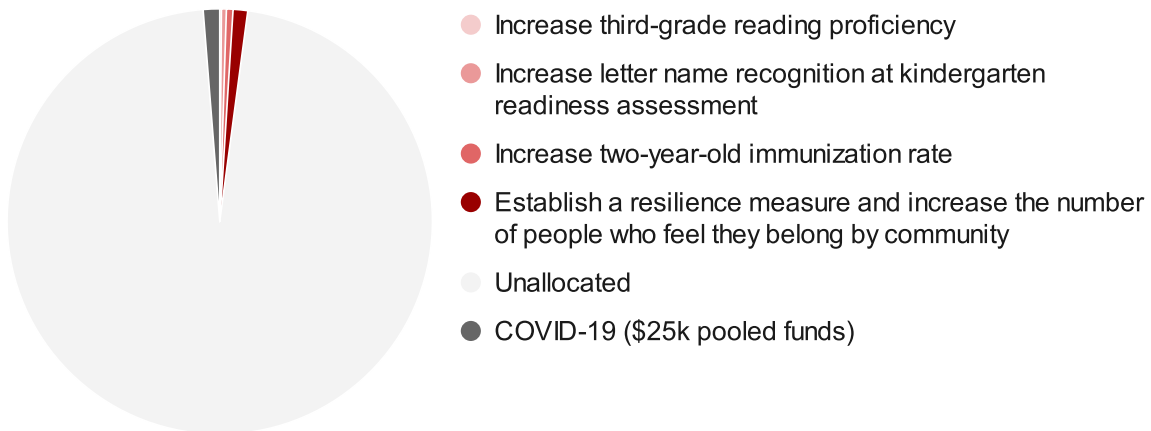 Increase third-grade reading proficiency
Increase letter name recognition at kindergarten
readiness assessment
Increase two-year-old immunization rate
Establish a resilience measure and increase the number
of people who feel they belong by community
Unallocated
COVID-19 ($25k pooled funds)